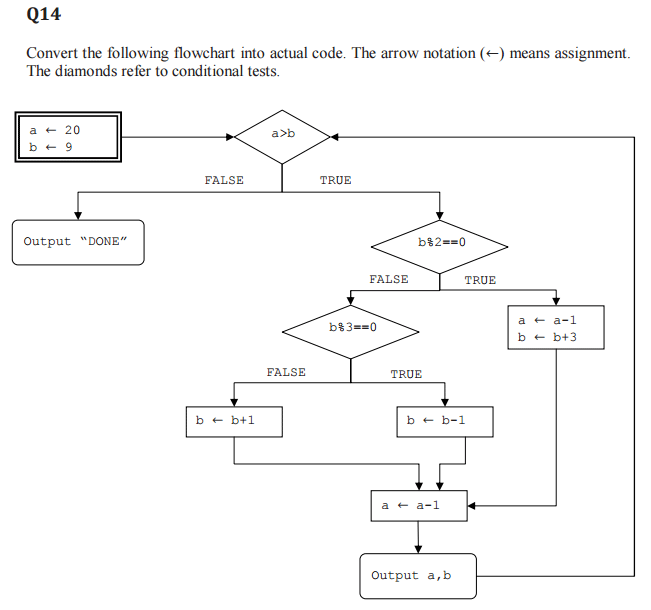 Q14
Convert the following flowchart into actual code. The arrow notation (←) means assignment.
The diamonds refer to conditional tests.
a ← 20
b ← 9
a>b
FALSE
TRUE
Output “DONE”
b%2==0
FALSE
TRUE
b%3==0
a ← a-1
b ← b+3
FALSE
TRUE
b ← b+1
b ← b-1
a ← a-1
Output a,b